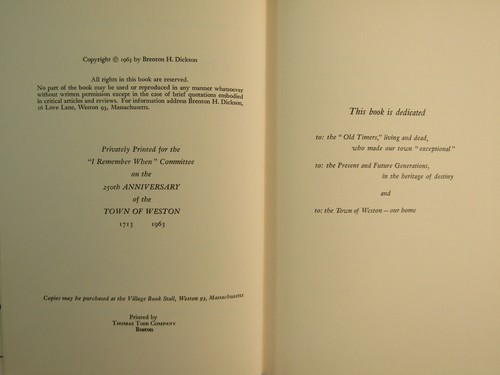 Copyright © 1963 by Brenton H. Dickson
All rights in this book are reserved.
No part of the book may be used or reproduced in any manner whatsoever
without written permission except in the case of brief quotations embodied
in critical articles and reviews. For information address Brenton H. Dickson,
26 Love Lane, Weston 93, Massachusetts.
Privately Printed for the
"I Remember When" Committee
on the
250th ANNIVERSARY
of the
TOWN OF WESTON
1713 1963
Copies may be purchased at the Village Book Stall, Weston 93, Massachusetts
Printed by
THOMAS TODD COMPANY
Boston
This book is dedicated
to: the "Old Timers," living and dead,
who made our town "exceptional"
to: the Present and Future Generations,
in the heritage of destiny
and
to: the Town of Weston — our home